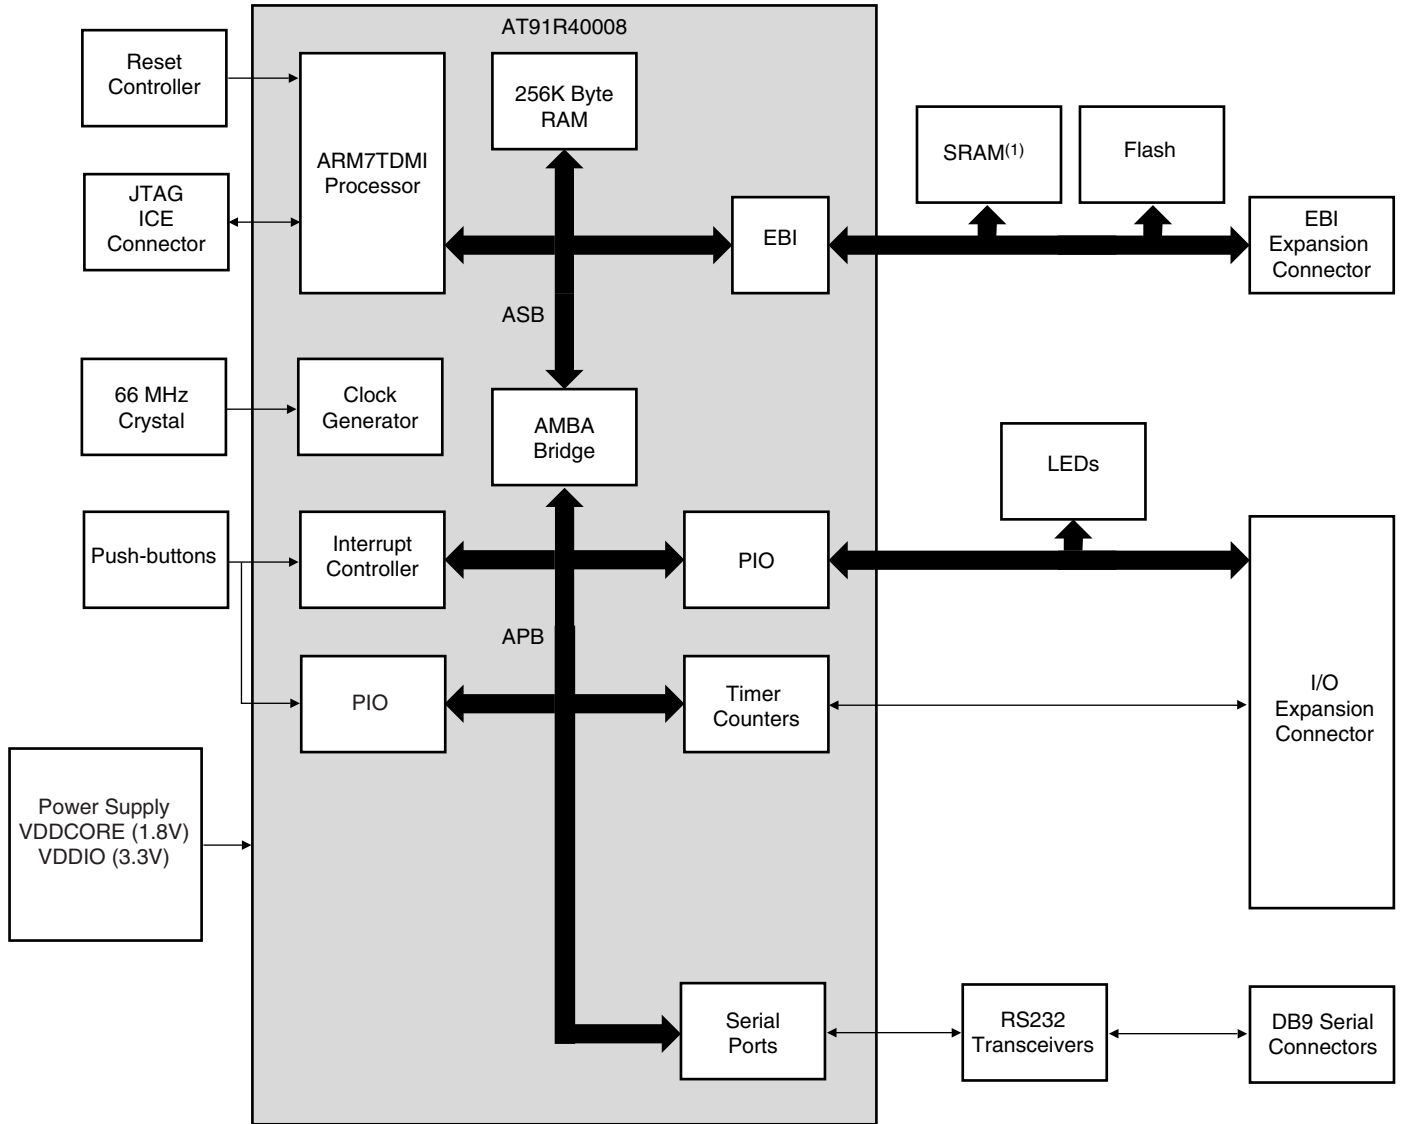 AT91R40008
Reset
Controller
256K Byte
RAM
ARM7TDMI
Processor
SRAM(1)
Flash
JTAG
ICE
Connector
EBI
EBI
Expansion
Connector
ASB
66 MHz
Crystal
Clock
Generator
AMBA
Bridge
LEDs
Push-buttons
Interrupt
Controller
PIO
APB
PIO
Timer
Counters
I/O
Expansion
Connector
Power Supply
VDDCORE (1.8V)
VDDIO (3.3V)
Serial
Ports
RS232
Transceivers
DB9 Serial
Connectors